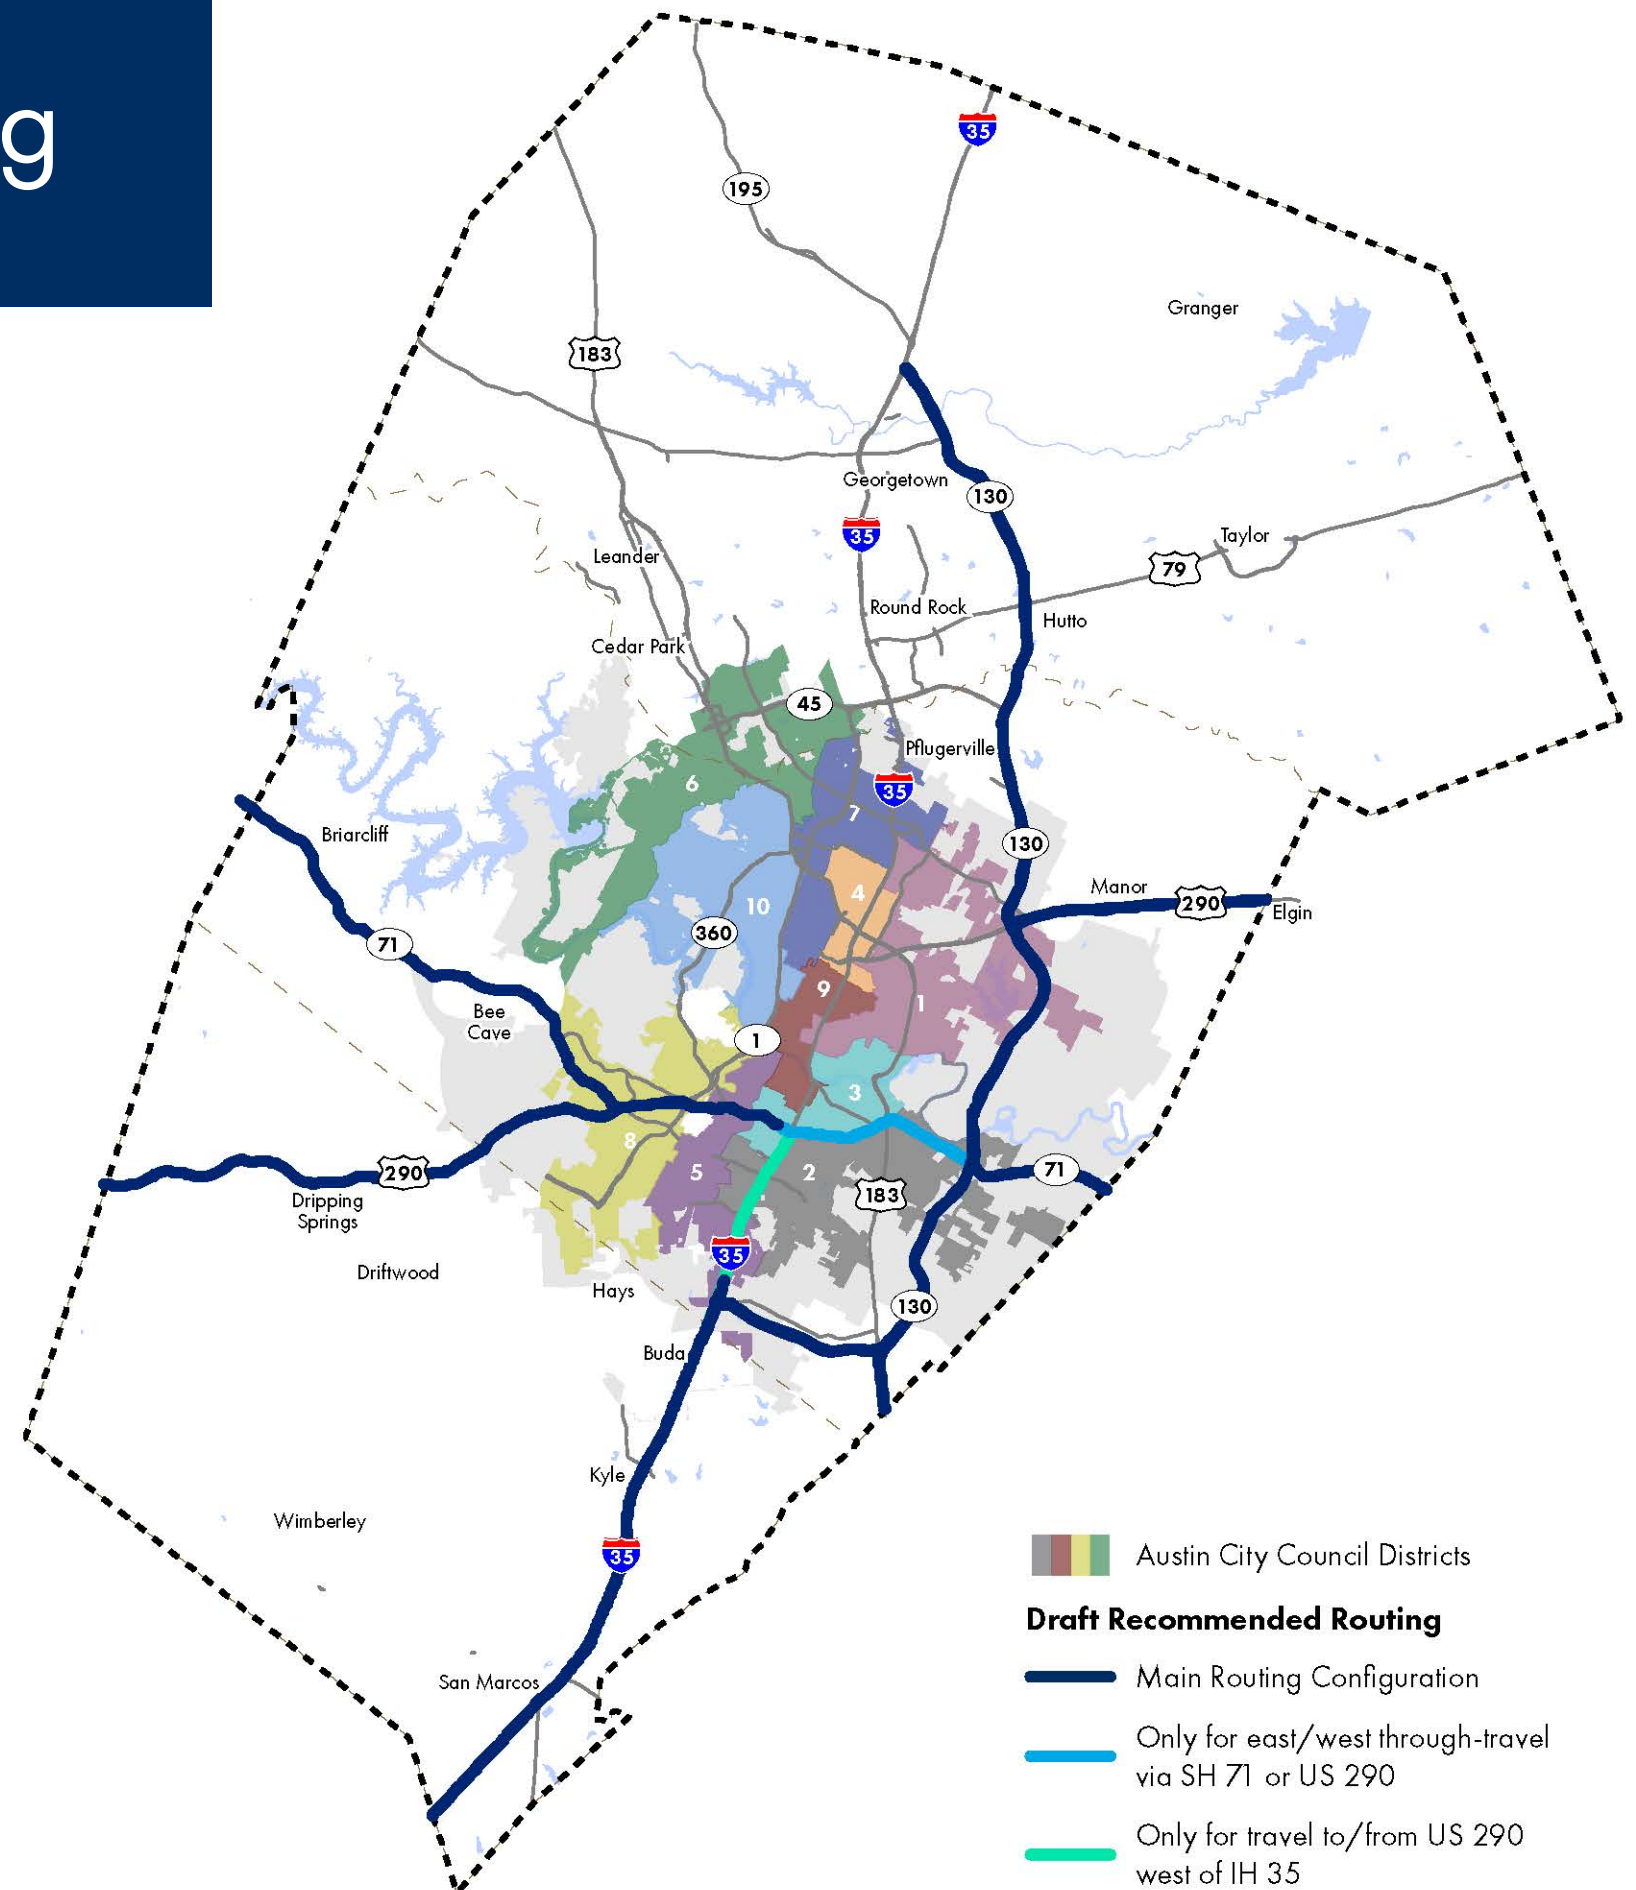 g
35
195
Granger
183
Georgetown
130
35
Taylor
Leander
79
Round Rock
Hutto
Cedar Park
45
Pflugerville
6
35
7
Briarcliff
130
Manor
4
290
10
Elgin
360
71
9
1
Bee
Cave
1
3
8
71
5
2
290
183
Dripping
Springs
35
Driftwood
Hays
130
Buda
Kyle
Wimberley
35
Austin City Council Districts
Draft Recommended Routing
San Marcos
Main Routing Configuration
Only for east/west through-travel
via SH 71 or US 290
Only for travel to/from US 290
west of IH 35